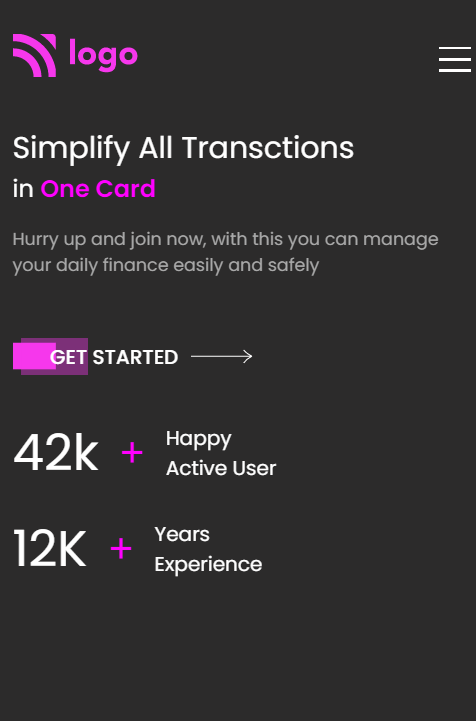 logo
Simplify All Transctions
in One Card
Hurry up and join now, with this you can manage
your daily finance easily and safely
GET STARTED
42k + Happy
Active User
12K + Years
Experience